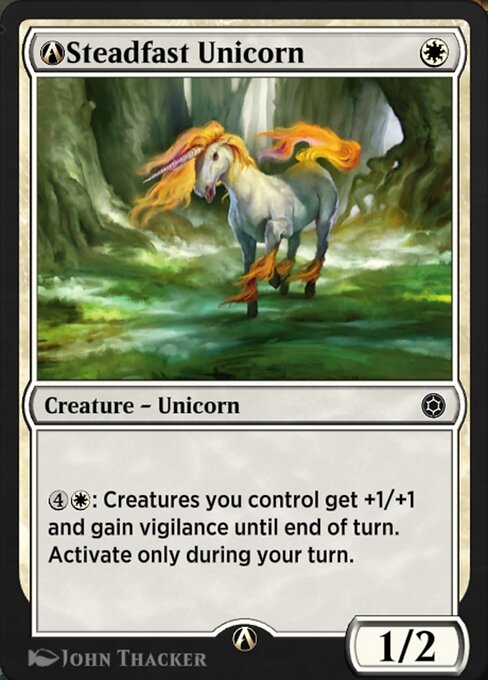 Steadfast Unicorn
Creature – Unicorn
4: Creatures you control get +1/+1
and gain vigilance until end of turn.
Activate only during your turn.
1/2
John Thacker